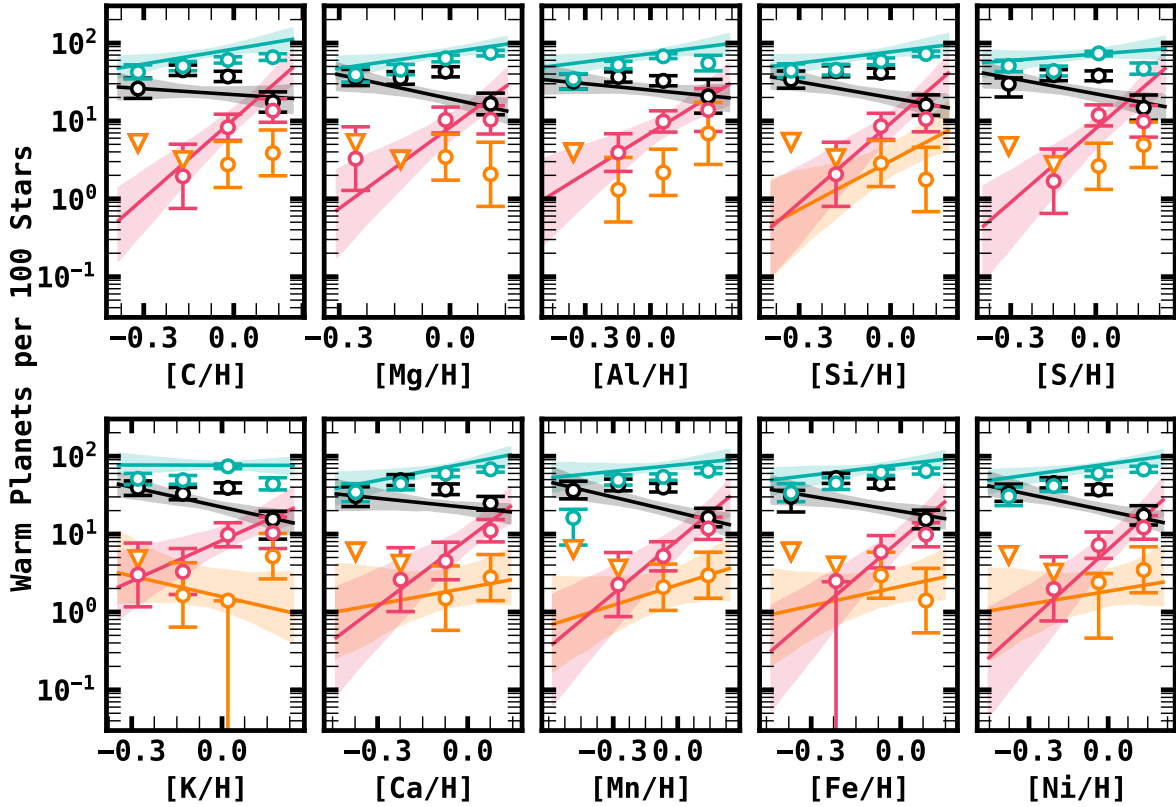 Warm Planets per 100 Stars
10² 10¹ 10⁰ 10⁻¹
−0.3 0.0 −0.3 0.0 −0.3 0.0 −0.3 0.0 −0.3 0.0
[C/H] [Mg/H] [Al/H] [Si/H] [S/H]
10² 10¹ 10⁰ 10⁻¹
−0.3 0.0 −0.3 0.0 −0.3 0.0 −0.3 0.0 −0.3 0.0
[K/H] [Ca/H] [Mn/H] [Fe/H] [Ni/H]